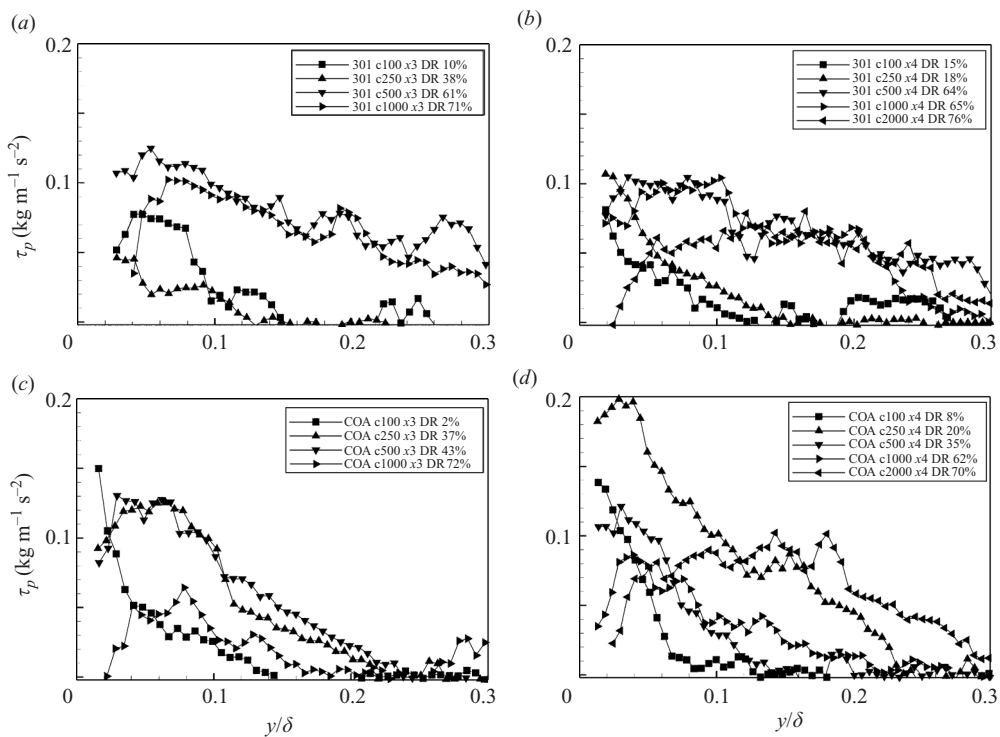 (a)
0.2
301 c100 x3 DR 10%
301 c250 x3 DR 38%
301 c500 x3 DR 61%
301 c1000 x3 DR 71%
τp (kg m−1 s−2)
0.1
0
0.1
0.2
0.3
(b)
0.2
301 c100 x4 DR 15%
301 c250 x4 DR 18%
301 c500 x4 DR 64%
301 c1000 x4 DR 65%
301 c2000 x4 DR 76%
0.1
0
0.1
0.2
0.3
(c)
0.2
COA c100 x3 DR 2%
COA c250 x3 DR 37%
COA c500 x3 DR 43%
COA c1000 x3 DR 72%
τp (kg m−1 s−2)
0.1
0
0.1
0.2
0.3
y/δ
(d)
0.2
COA c100 x4 DR 8%
COA c250 x4 DR 20%
COA c500 x4 DR 35%
COA c1000 x4 DR 62%
COA c2000 x4 DR 70%
0.1
0
0.1
0.2
0.3
y/δ